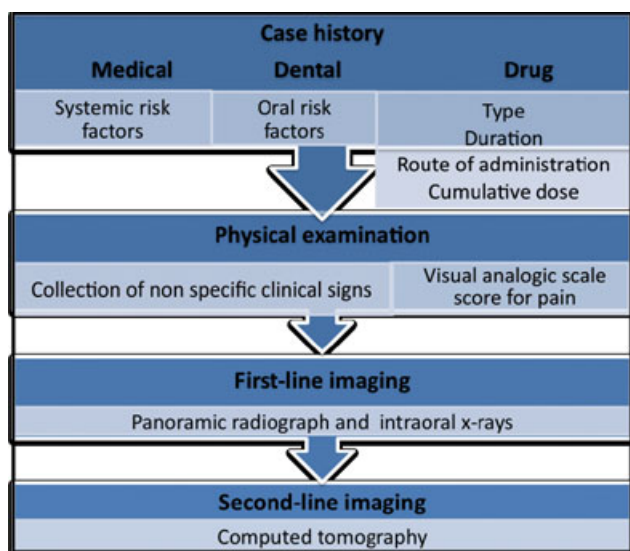 Case history
Medical Dental Drug
Systemic risk factors
Oral risk factors
Type
Duration
Route of administration
Cumulative dose
Physical examination
Collection of non specific clinical signs
Visual analogic scale
score for pain
First-line imaging
Panoramic radiograph and intraoral x-rays
Second-line imaging
Computed tomography